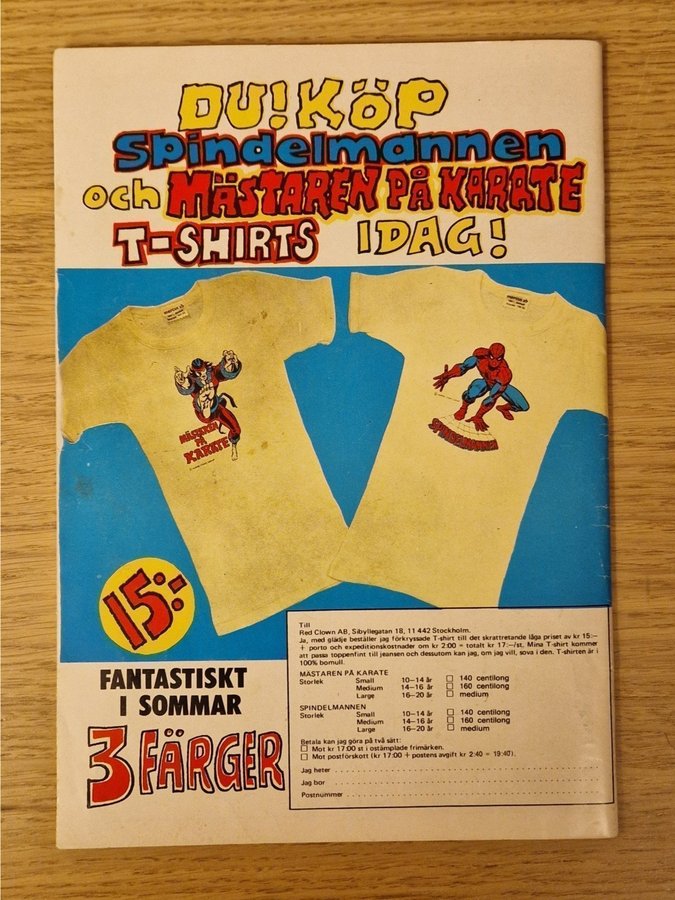 DU! KÖP
Spindelmannen
och MÄSTAREN PÅ KARATE
T-SHIRTS IDAG!
MÄSTAREN
PÅ
KARATE
SPINDELMANNEN
15:-
FANTASTISKT
I SOMMAR
3 FÄRGER
Till
Red Clown AB, Sibyllegatan 18, 11 442 Stockholm.
Ja, med glädje beställer jag förkryssade T-shirt till det skrattretande låga priset av kr 15:—
+ porto och expeditionskostnader om kr 2:00 = totalt kr 17:—/st. Mina T-shirt kommer
att passa toppenfint till jeansen och dessutom kan jag, om jag vill, sova i den. T-shirten är i
100% bomull.
MÄSTAREN PÅ KARATE
Storlek Small 10–14 år ☐ 140 centilong
Medium 14–16 år ☐ 160 centilong
Large 16–20 år ☐ medium
SPINDELMANNEN
Storlek Small 10–14 år ☐ 140 centilong
Medium 14–16 år ☐ 160 centilong
Large 16–20 år ☐ medium
Betala kan jag göra på två sätt:
☐ Mot kr 17:00 st i ostämplade frimärken.
☐ Mot postförskott (kr 17:00 + postens avgift kr 2:40 = 19:40).
Jag heter
Jag bor
Postnummer